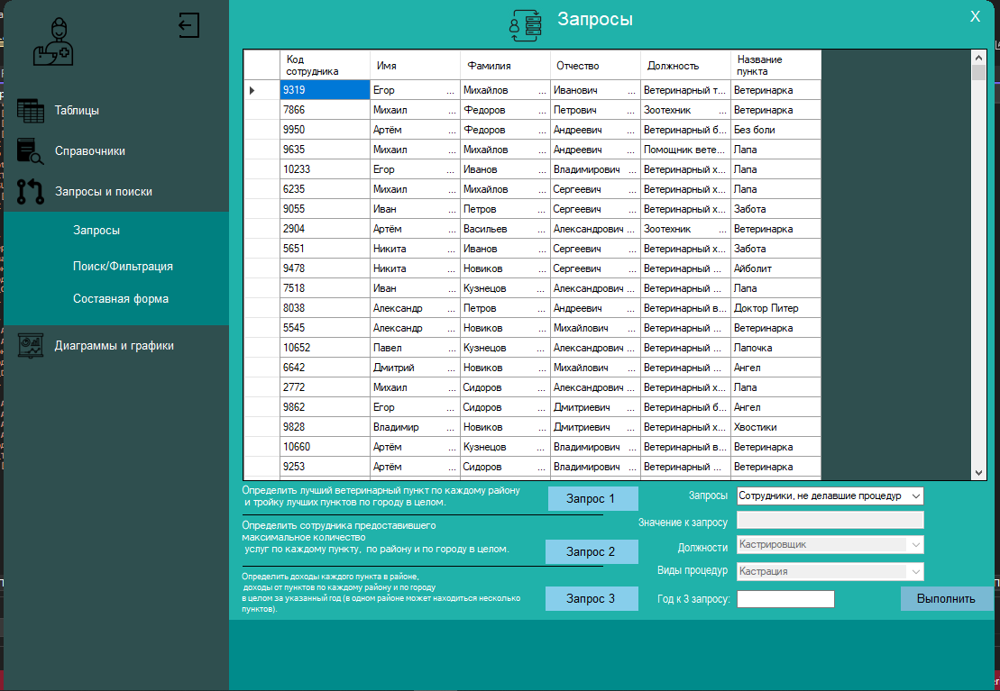 Запросы
X
Таблицы
Справочники
Запросы и поиски
Запросы
Поиск/Фильтрация
Составная форма
Диаграммы и графики
Код сотрудника Имя Фамилия Отчество Должность Название пункта
9319 Егор ... Михайлов ... Иванович ... Ветеринарный т... Ветеринарка
7866 Михаил ... Федоров ... Петрович ... Зоотехник ... Ветеринарка
9950 Артём ... Федоров ... Андреевич ... Ветеринарный б... Без боли
9635 Михаил ... Михайлов ... Андреевич ... Помощник вете... Лапа
10233 Егор ... Иванов ... Владимирович ... Ветеринарный х... Лапа
6235 Михаил ... Михайлов ... Сергеевич ... Ветеринарный х... Лапа
9055 Иван ... Петров ... Сергеевич ... Ветеринарный х... Забота
2904 Артём ... Васильев ... Александрович ... Зоотехник ... Ветеринарка
5651 Никита ... Иванов ... Сергеевич ... Ветеринарный х... Забота
9478 Никита ... Новиков ... Сергеевич ... Ветеринарный ... Айболит
7518 Иван ... Кузнецов ... Александрович ... Ветеринарный ... Лапа
8038 Александр ... Петров ... Андреевич ... Ветеринарный в... Доктор Питер
5545 Александр ... Новиков ... Михайлович ... Ветеринарный ... Ветеринарка
10652 Павел ... Кузнецов ... Александрович ... Ветеринарный ... Лапочка
6642 Дмитрий ... Новиков ... Михайлович ... Ветеринарный ... Ангел
2772 Михаил ... Сидоров ... Александрович ... Ветеринарный х... Лапа
9862 Егор ... Сидоров ... Дмитриевич ... Ветеринарный б... Ангел
9828 Владимир ... Новиков ... Дмитриевич ... Ветеринарный х... Хвостики
10660 Артём ... Кузнецов ... Владимирович ... Ветеринарный в... Ветеринарка
9253 Артём ... Сидоров ... Владимирович ... Ветеринарный ... Ветеринарка
Определить лучший ветеринарный пункт по каждому району
и тройку лучших пунктов по городу в целом.
Запрос 1
Определить сотрудника предоставившего
максимальное количество
услуг по каждому пункту, по району и по городу в целом.
Запрос 2
Определить доходы каждого пункта в районе,
доходы от пунктов по каждому району и по городу
в целом за указанный год (в одном районе может находиться несколько
пунктов).
Запрос 3
Запросы Сотрудники, не делавшие процедур
Значение к запросу
Должности Кастрировщик
Виды процедур Кастрация
Год к 3 запросу:
Выполнить